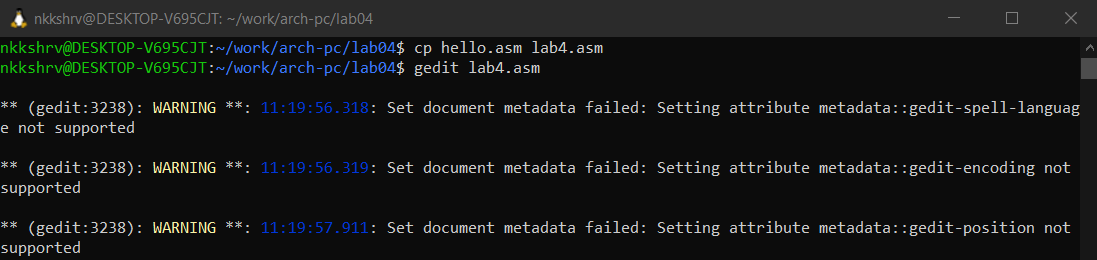 nkkshrv@DESKTOP-V695CJT: ~/work/arch-pc/lab04
nkkshrv@DESKTOP-V695CJT:~/work/arch-pc/lab04$ cp hello.asm lab4.asm
nkkshrv@DESKTOP-V695CJT:~/work/arch-pc/lab04$ gedit lab4.asm
** (gedit:3238): WARNING **: 11:19:56.318: Set document metadata failed: Setting attribute metadata::gedit-spell-languag
e not supported
** (gedit:3238): WARNING **: 11:19:56.319: Set document metadata failed: Setting attribute metadata::gedit-encoding not
supported
** (gedit:3238): WARNING **: 11:19:57.911: Set document metadata failed: Setting attribute metadata::gedit-position not
supported